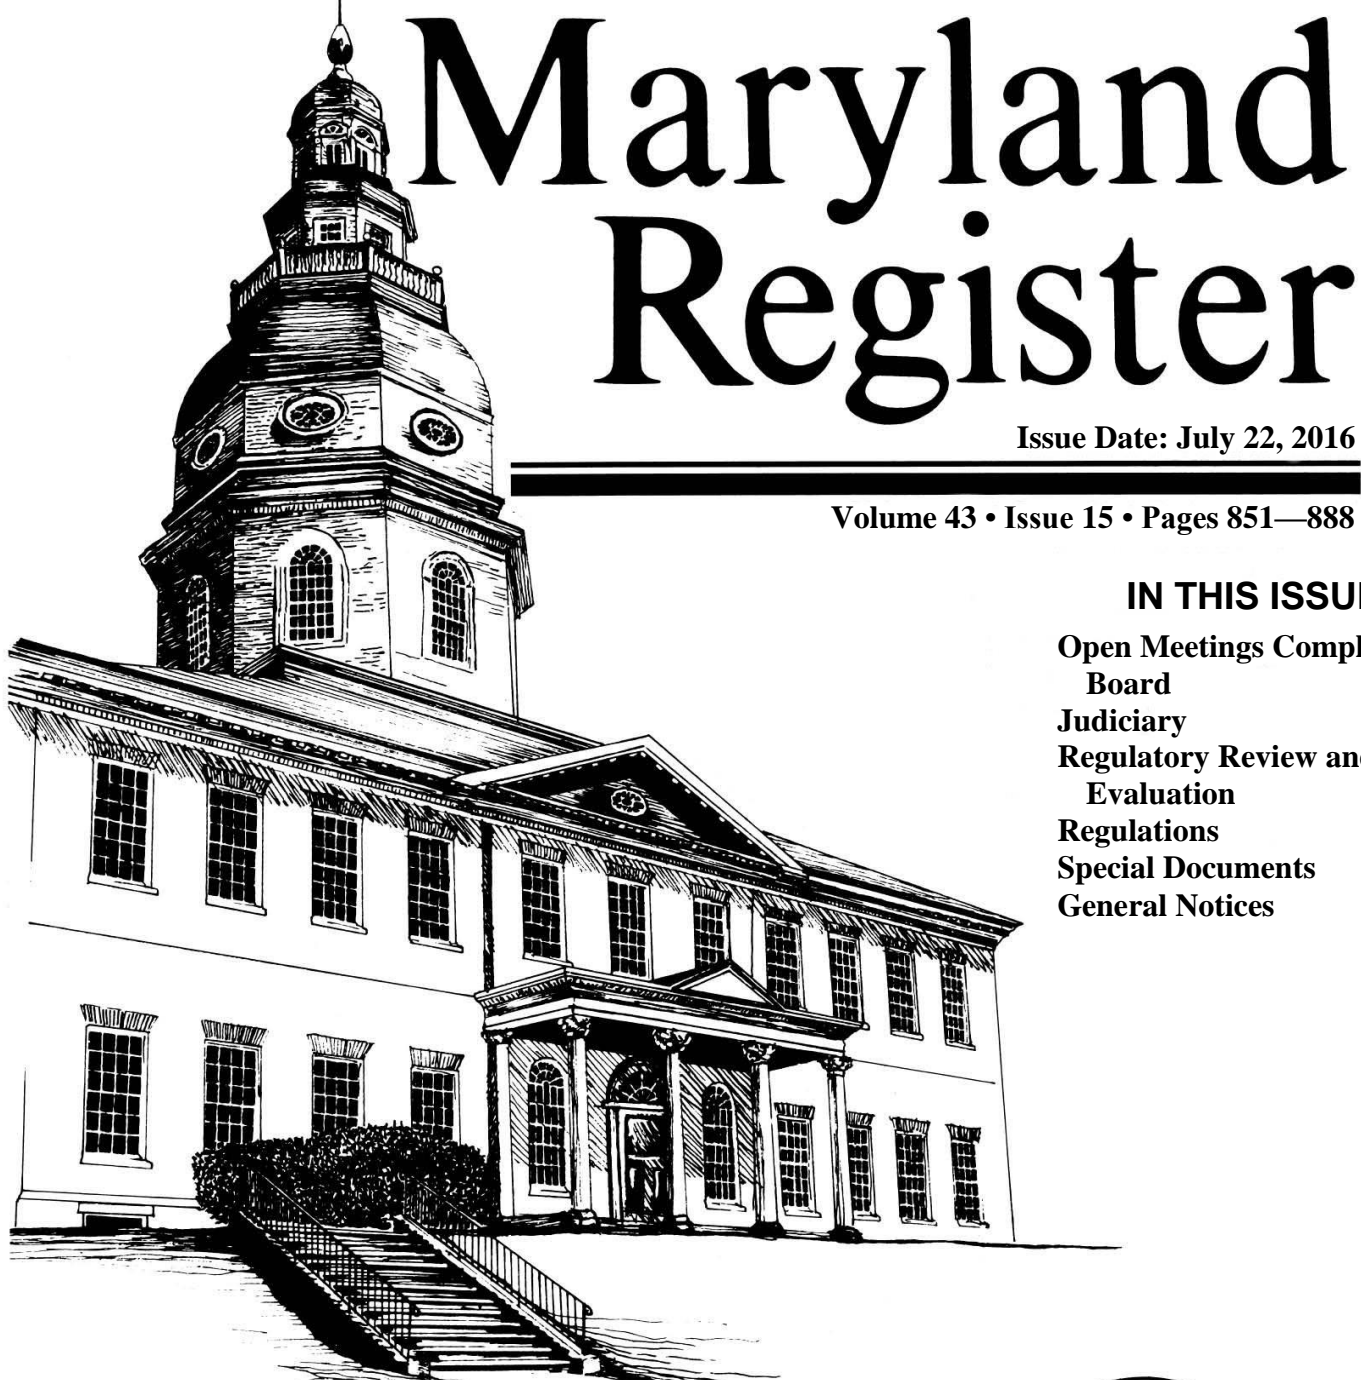 Maryland
Register
Issue Date: July 22, 2016
Volume 43 • Issue 15 • Pages 851—888
IN THIS ISSU
Open Meetings Compl
Board
Judiciary
Regulatory Review an
Evaluation
Regulations
Special Documents
General Notices